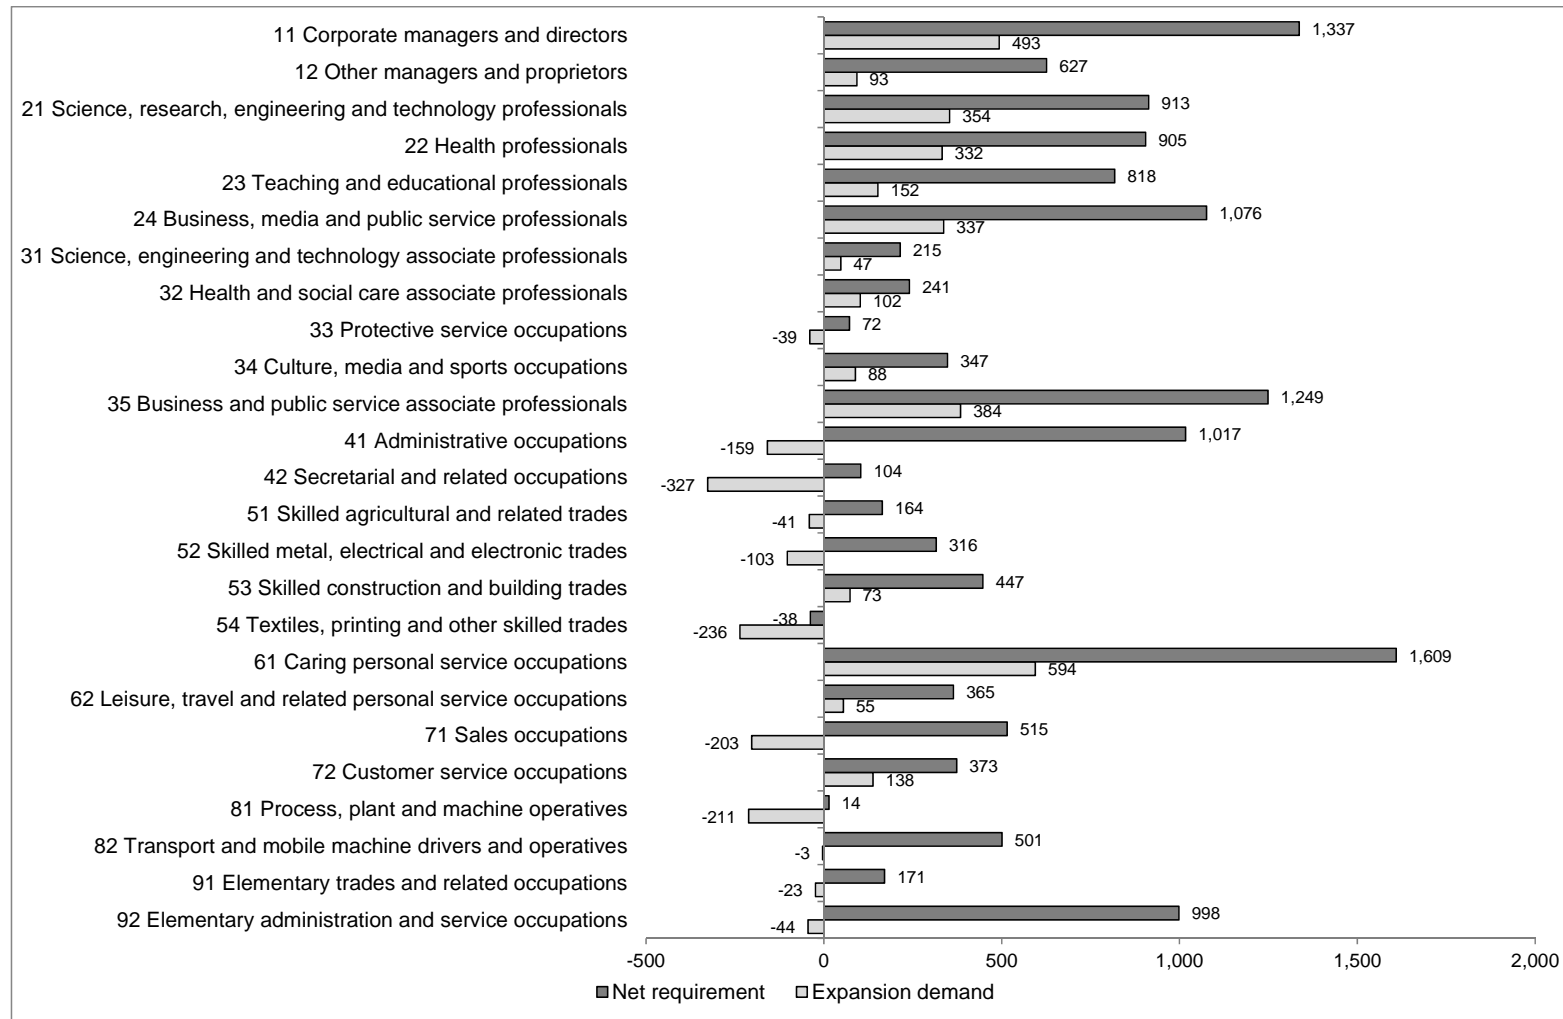 11 Corporate managers and directors 1,337
493
12 Other managers and proprietors 627
93
21 Science, research, engineering and technology professionals 913
354
22 Health professionals 905
332
23 Teaching and educational professionals 818
152
24 Business, media and public service professionals 1,076
337
31 Science, engineering and technology associate professionals 215
47
32 Health and social care associate professionals 241
102
33 Protective service occupations 72
-39
34 Culture, media and sports occupations 347
88
35 Business and public service associate professionals 1,249
384
41 Administrative occupations 1,017
-159
42 Secretarial and related occupations 104
-327
51 Skilled agricultural and related trades 164
-41
52 Skilled metal, electrical and electronic trades 316
-103
53 Skilled construction and building trades 447
73
54 Textiles, printing and other skilled trades -38
-236
61 Caring personal service occupations 1,609
594
62 Leisure, travel and related personal service occupations 365
55
71 Sales occupations 515
-203
72 Customer service occupations 373
138
81 Process, plant and machine operatives 14
-211
82 Transport and mobile machine drivers and operatives 501
-3
91 Elementary trades and related occupations 171
-23
92 Elementary administration and service occupations 998
-44
-500 0 500 1,000 1,500 2,000
Net requirement Expansion demand